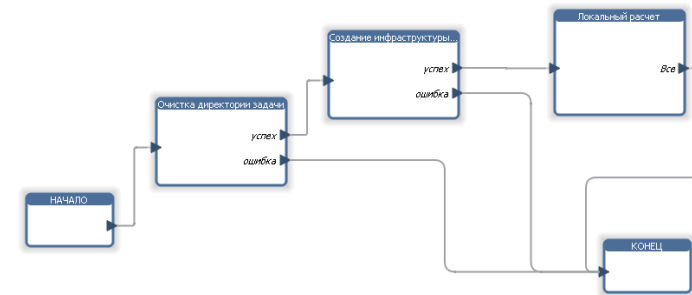 Локальный расчет
Все
Создание инфраструктуры...
успех
ошибка
Очистка директории задачи
успех
ошибка
НАЧАЛО
КОНЕЦ